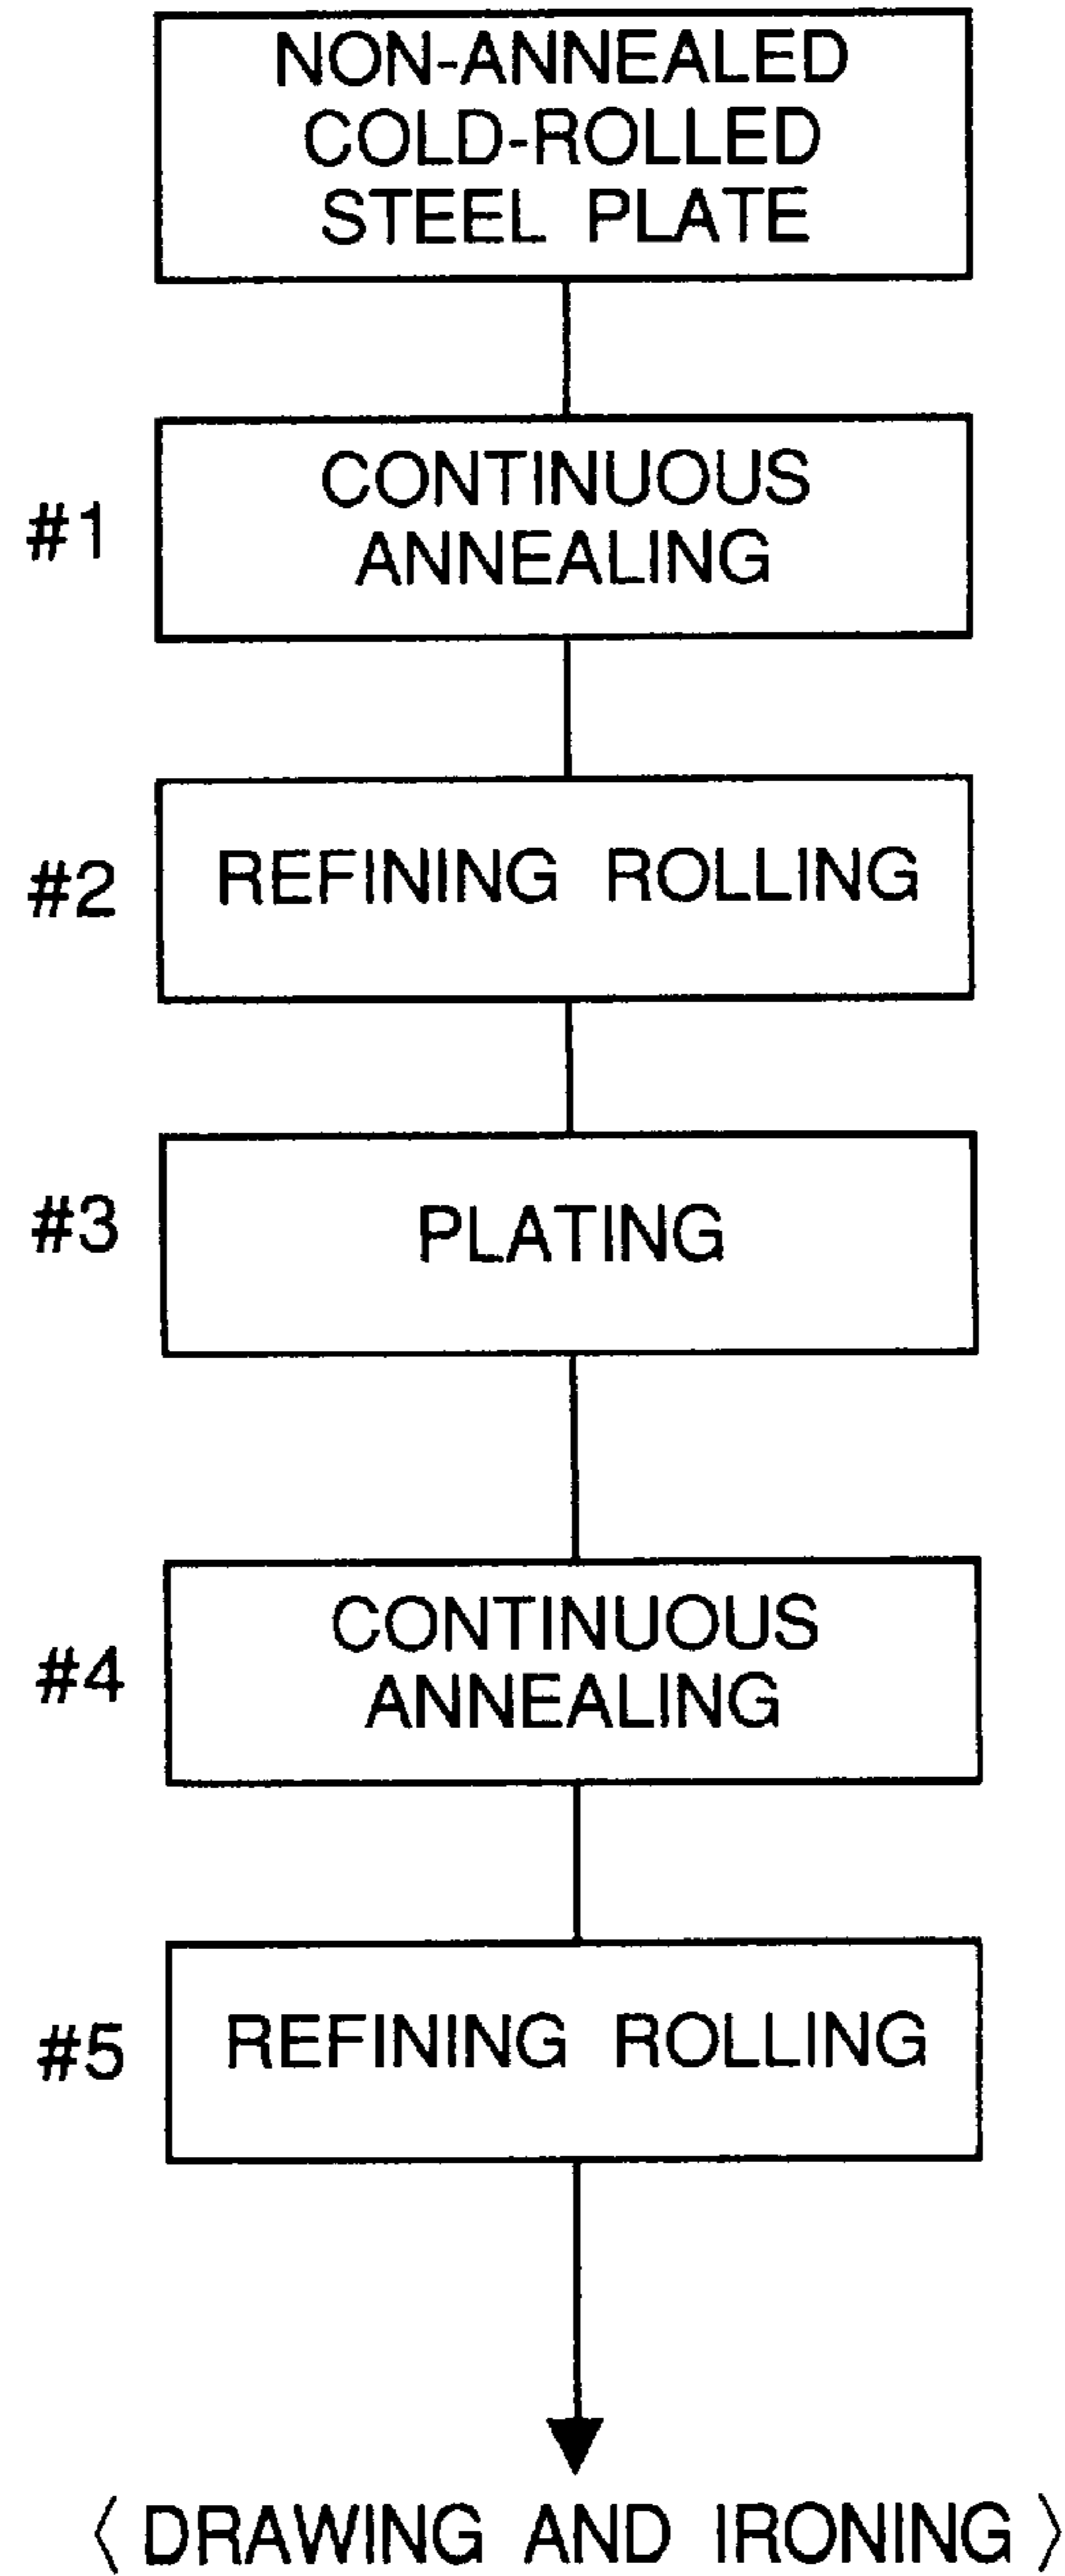 NON-ANNEALED
COLD-ROLLED
STEEL PLATE
#1
CONTINUOUS
ANNEALING
#2
REFINING ROLLING
#3
PLATING
#4
CONTINUOUS
ANNEALING
#5
REFINING ROLLING
〈 DRAWING AND IRONING 〉